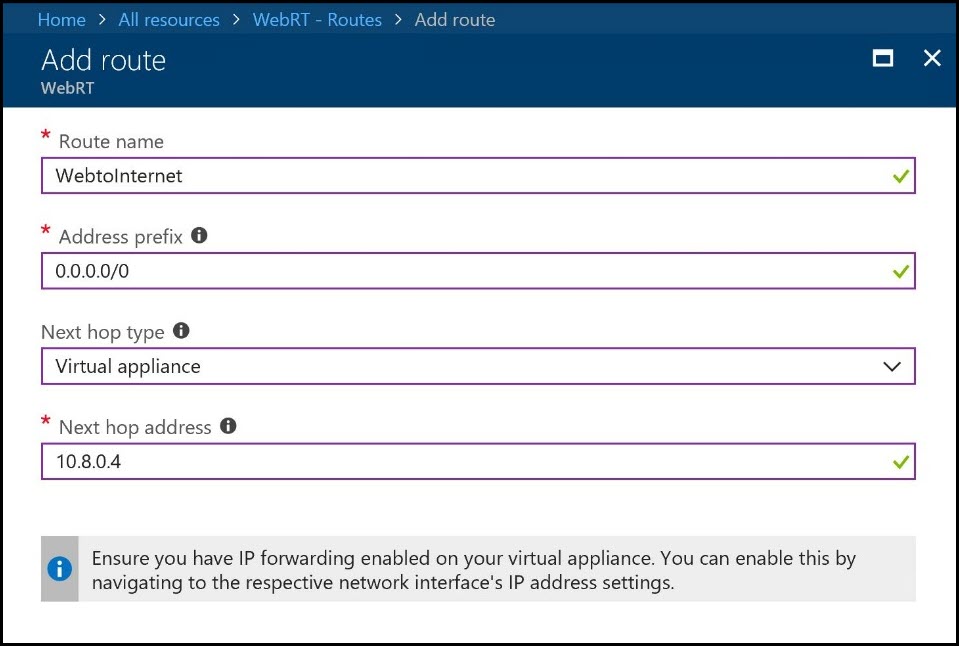 Home > All resources > WebRT - Routes > Add route
Add route
WebRT
* Route name
WebtoInternet
* Address prefix
0.0.0.0/0
Next hop type
Virtual appliance
* Next hop address
10.8.0.4
Ensure you have IP forwarding enabled on your virtual appliance. You can enable this by
navigating to the respective network interface's IP address settings.